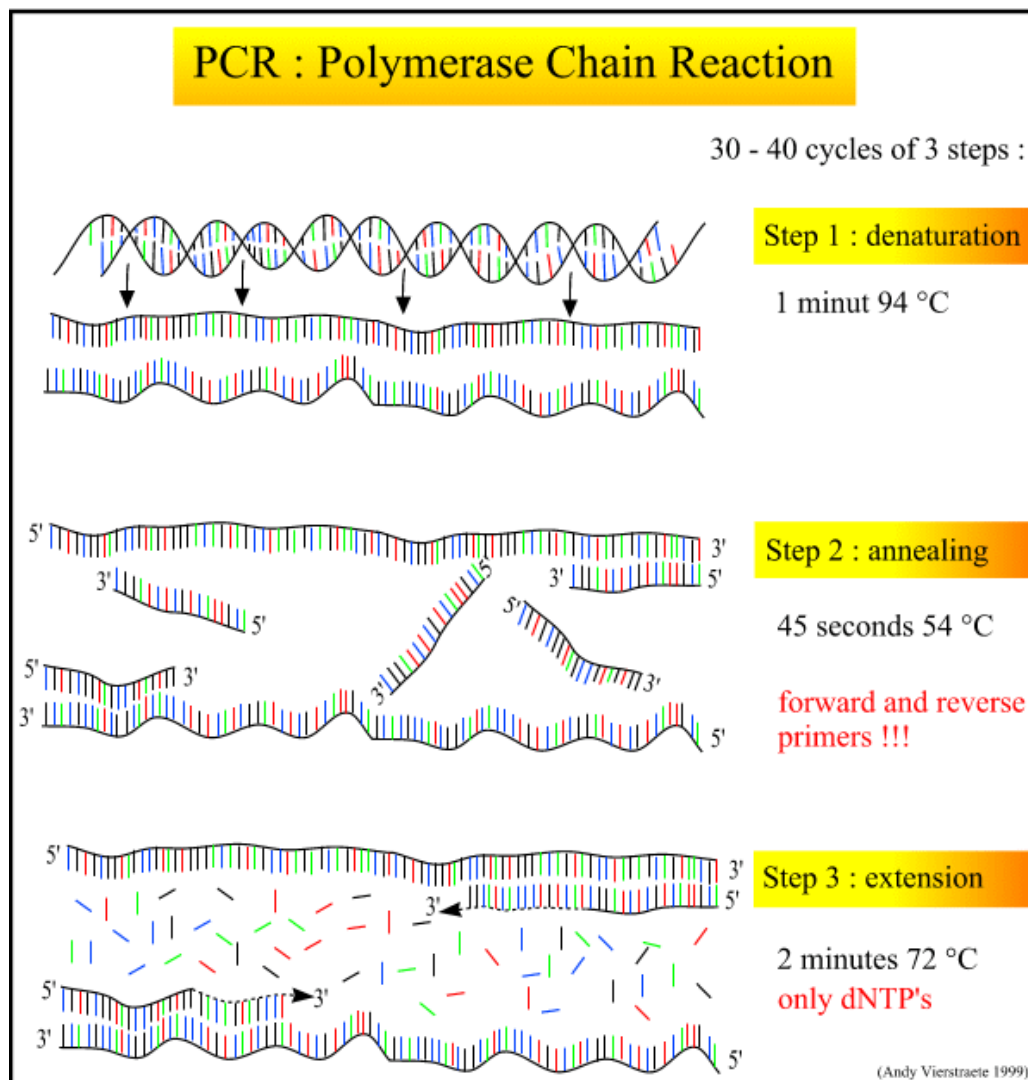 PCR : Polymerase Chain Reaction
30 - 40 cycles of 3 steps :
Step 1 : denaturation
1 minut 94 °C
5'
3'
Step 2 : annealing
3'
5'
5'
3'
5'
5'
45 seconds 54 °C
5'
3'
3'
3'
3'
forward and reverse
primers !!!
5'
5'
3'
Step 3 : extension
5'
3'
2 minutes 72 °C
only dNTP's
5'
3'
3'
5'
(Andy Vierstraete 1999)